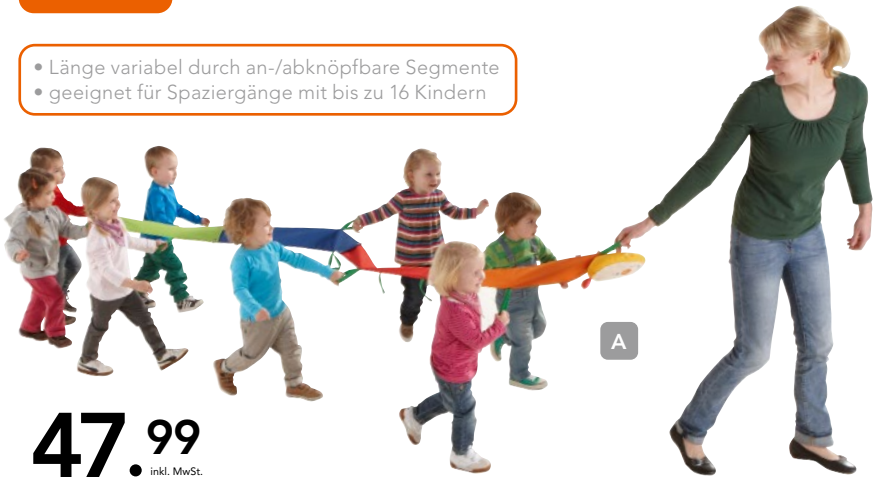 • Länge variabel durch an-/abknöpfbare Segmente
• geeignet für Spaziergänge mit bis zu 16 Kindern
A
47.99
inkl. MwSt.